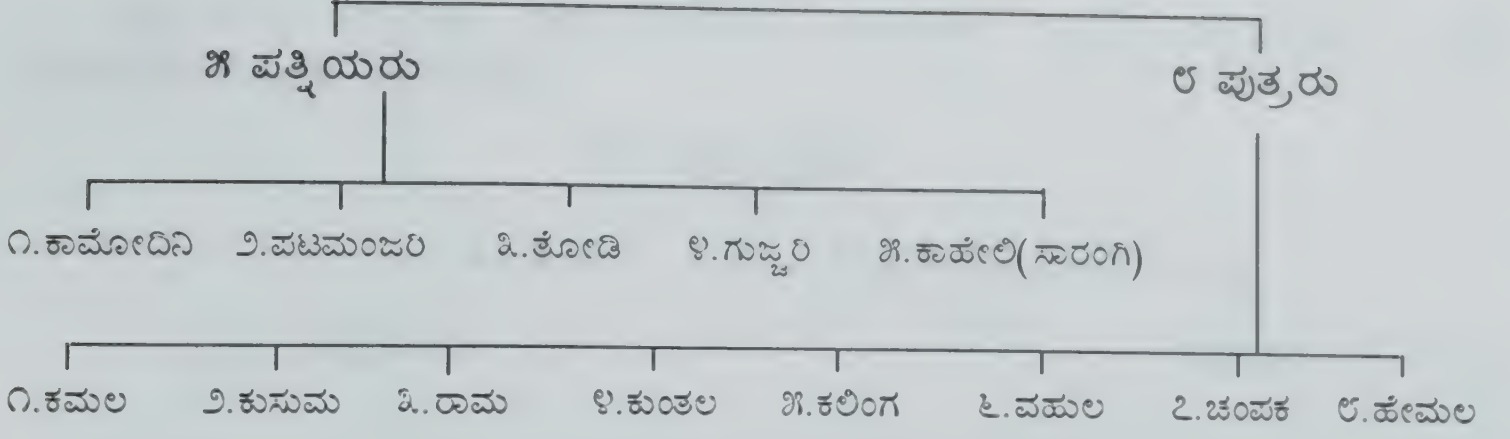 ೫ ಪತ್ನಿಯರು ೮ ಪುತ್ರರು
೧.ಕಾಮೋದಿನಿ ೨.ಪಟಮಂಜರಿ ೩.ತೋಡಿ ೪.ಗುಜ್ಜರಿ ೫.ಕಾಹೇಲಿ(ಸಾರಂಗಿ)
೧.ಕಮಲ ೨.ಕುಸುಮ ೩.ರಾಮ ೪.ಕುಂತಲ ೫.ಕಲಿಂಗ ೬.ವಹುಲ ೭.ಚಂಪಕ ೮.ಹೇಮಲ